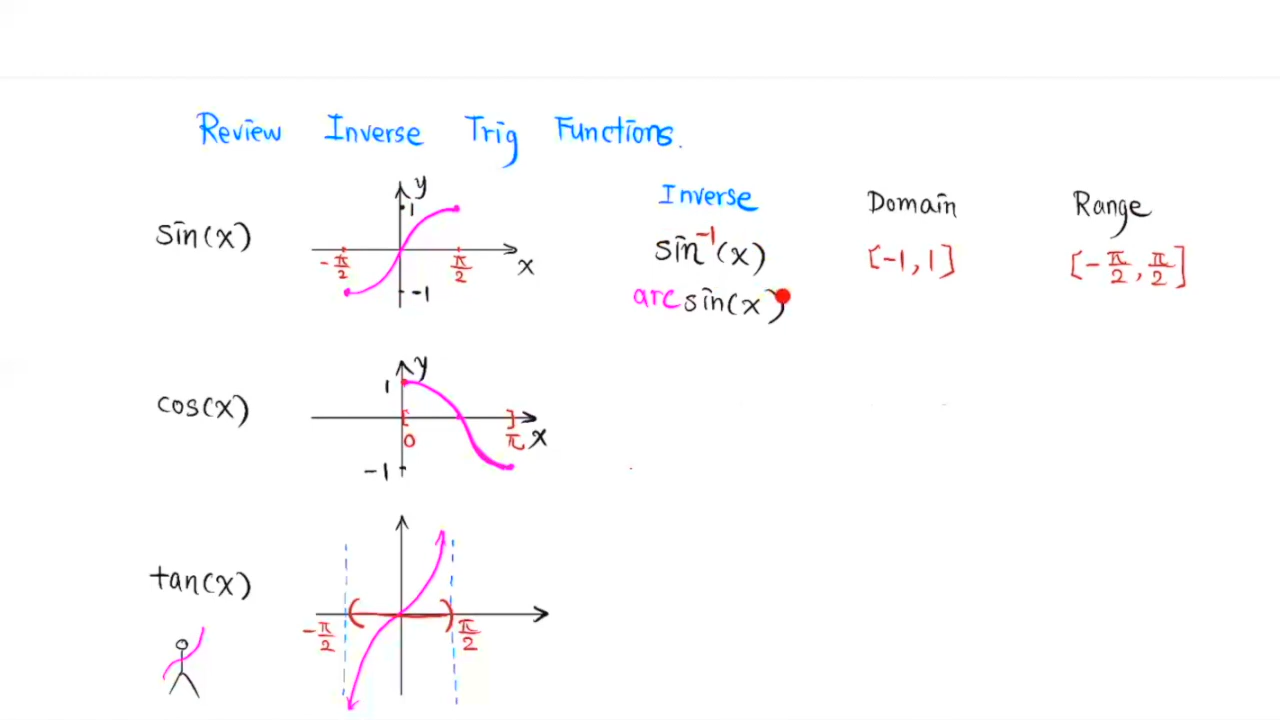 Review Inverse Trig Functions.
Inverse Domain Range
sin(x)
y
1
-π/2
π/2
x
-1
sin⁻¹(x) [-1, 1] [-π/2, π/2]
arcsin(x)
cos(x)
y
1
0
π
x
-1
tan(x)
-π/2
π/2